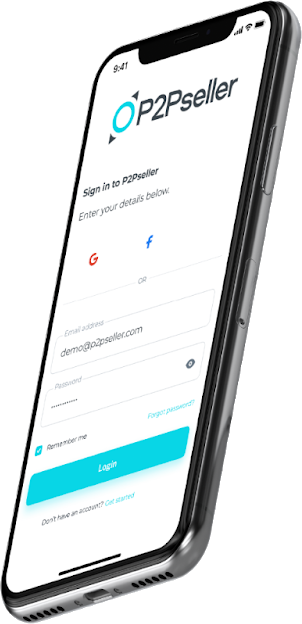 9:41
P2Pseller
Sign in to P2Pseller
Enter your details below.
OR
Email address
demo@p2pseller.com
Password
Forgot password?
Remember me
Login
Don't have an account? Get started